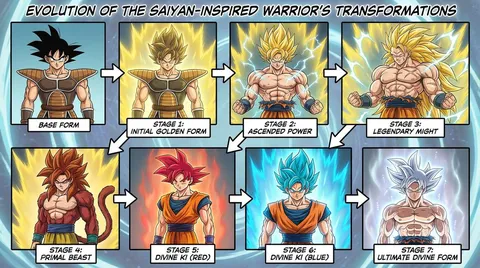 EVOLUTION OF THE SAIYAN-INSPIRED WARRIOR'S TRANSFORMATIONS
BASE FORM
STAGE 1:
INITIAL GOLDEN FORM
STAGE 2:
ASCENDED POWER
STAGE 3:
LEGENDARY MIGHT
STAGE 4:
PRIMAL BEAST
STAGE 5:
DIVINE KI (RED)
STAGE 6:
DIVINE KI (BLUE)
STAGE 7:
ULTIMATE DIVINE FORM